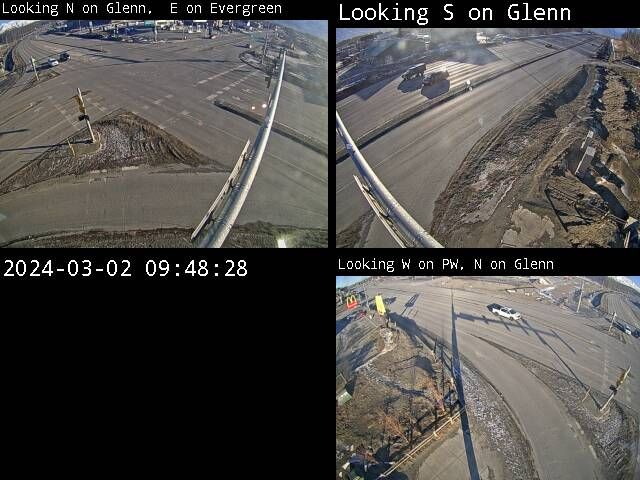 Looking N on Glenn,  E on Evergreen
Looking S on Glenn
2024-03-02 09:48:28
Looking W on PW, N on Glenn